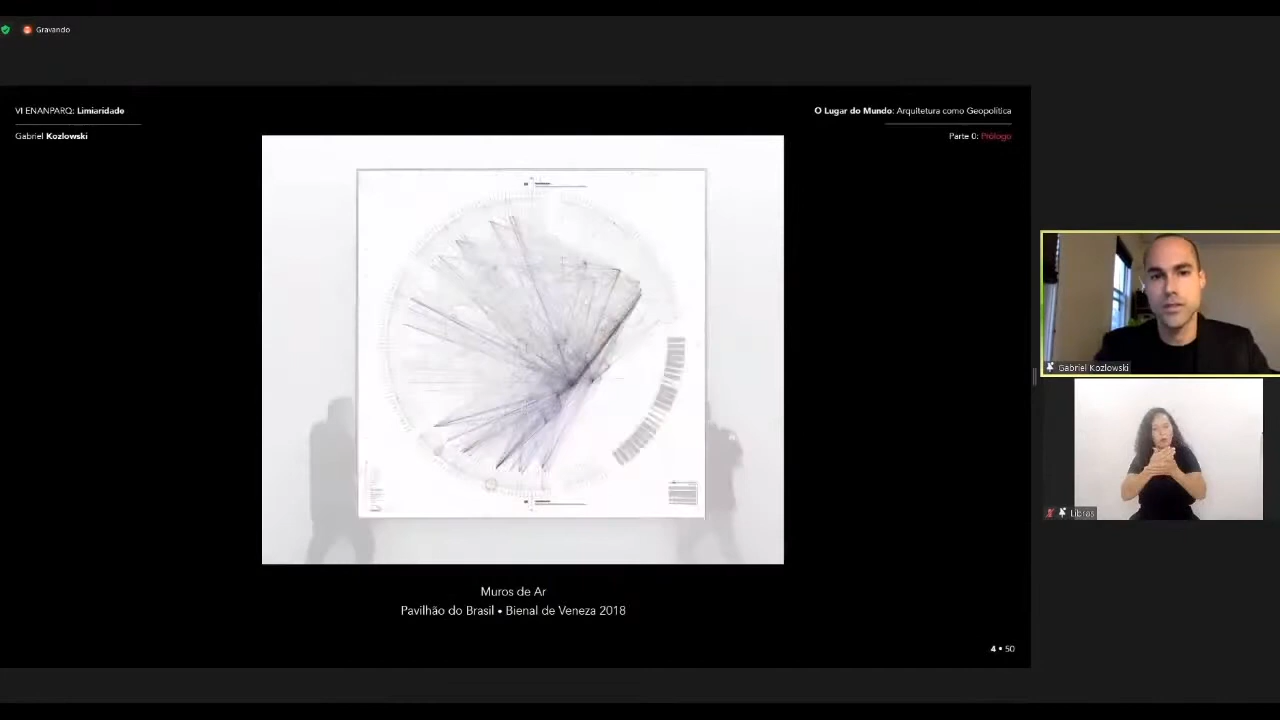 Gravando
VI ENANPARQ: Limiaridade
Gabriel Kozlowski
O Lugar do Mundo: Arquitetura como Geopolítica
Parte 0: Prólogo
Gabriel Kozlowski
Libras
Muros de Ar
Pavilhão do Brasil • Bienal de Veneza 2018
4 • 50